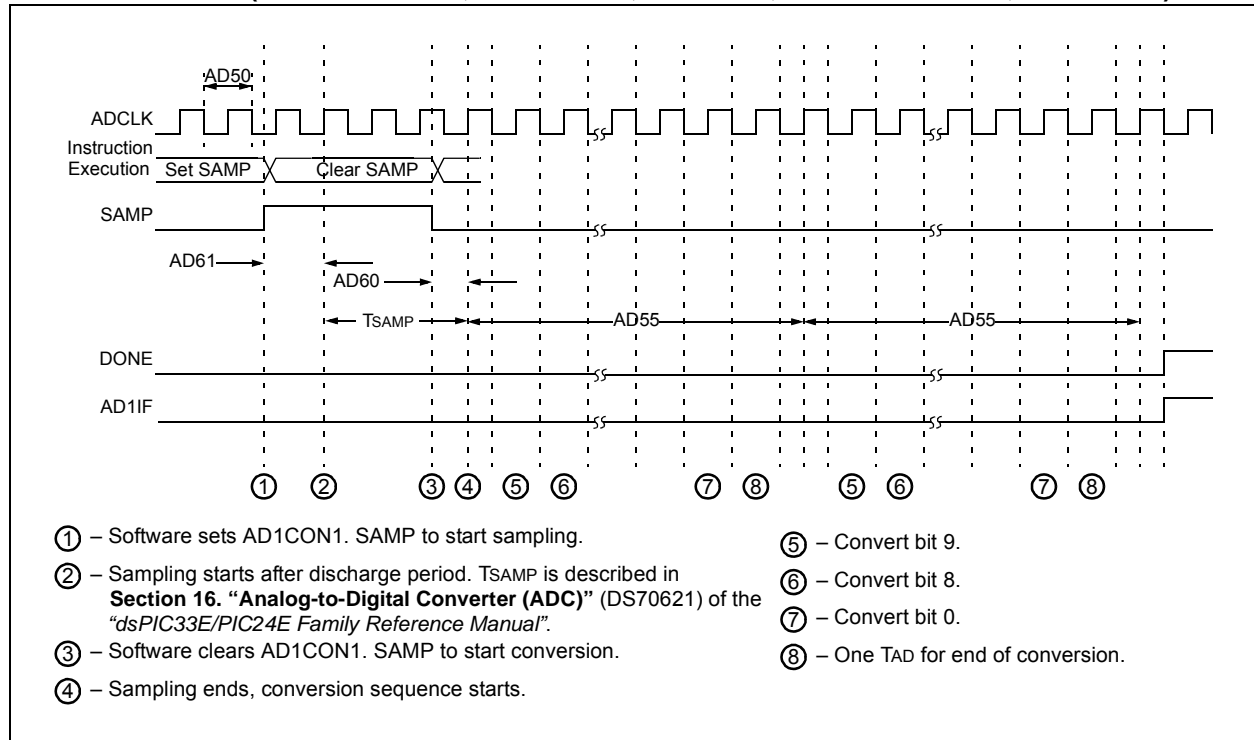 AD50
ADCLK
Instruction
Execution
Set SAMP
Clear SAMP
SAMP
AD61
AD60
TSAMP
AD55
AD55
DONE
AD1IF
1 2 3 4 5 6 7 8 5 6 7 8
1 – Software sets AD1CON1. SAMP to start sampling.
2 – Sampling starts after discharge period. TSAMP is described in
Section 16. “Analog-to-Digital Converter (ADC)” (DS70621) of the
“dsPIC33E/PIC24E Family Reference Manual”.
3 – Software clears AD1CON1. SAMP to start conversion.
4 – Sampling ends, conversion sequence starts.
5 – Convert bit 9.
6 – Convert bit 8.
7 – Convert bit 0.
8 – One TAD for end of conversion.